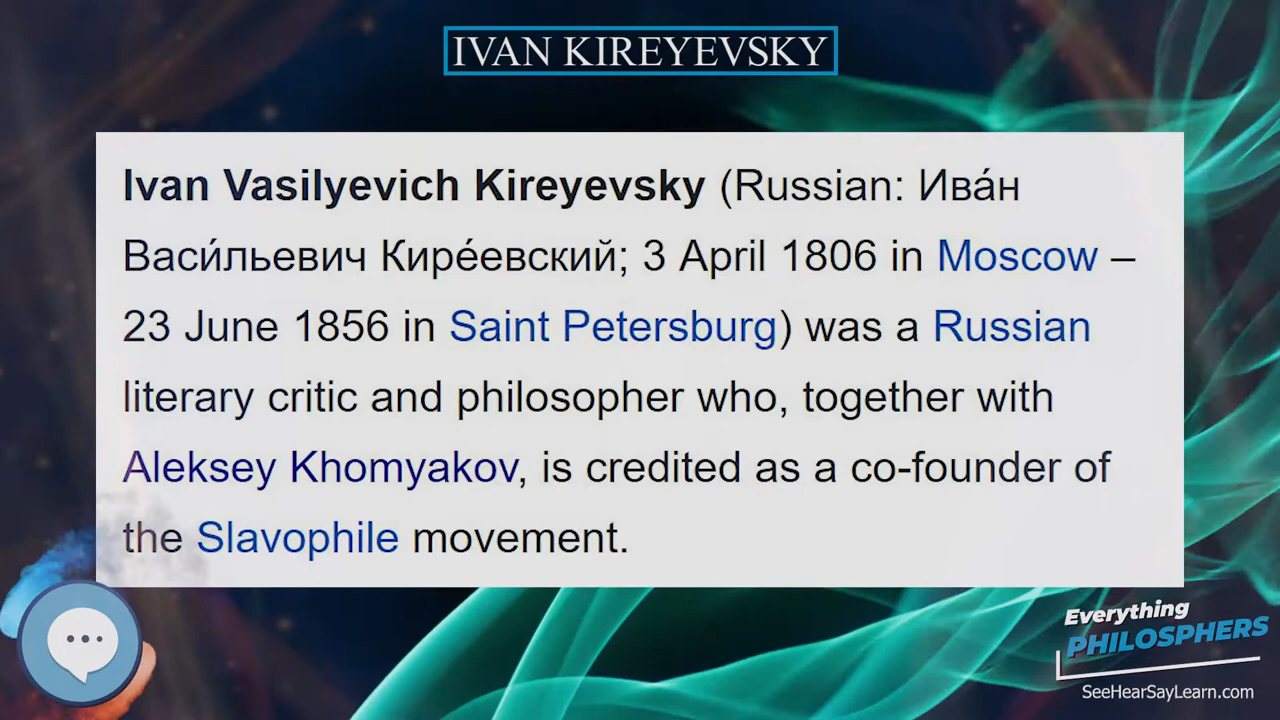 IVAN KIREYEVSKY
Ivan Vasilyevich Kireyevsky (Russian: Ива́н
Васи́льевич Кире́евский; 3 April 1806 in Moscow –
23 June 1856 in Saint Petersburg) was a Russian
literary critic and philosopher who, together with
Aleksey Khomyakov, is credited as a co-founder of
the Slavophile movement.
Everything
PHILOSPHERS
SeeHearSayLearn.com